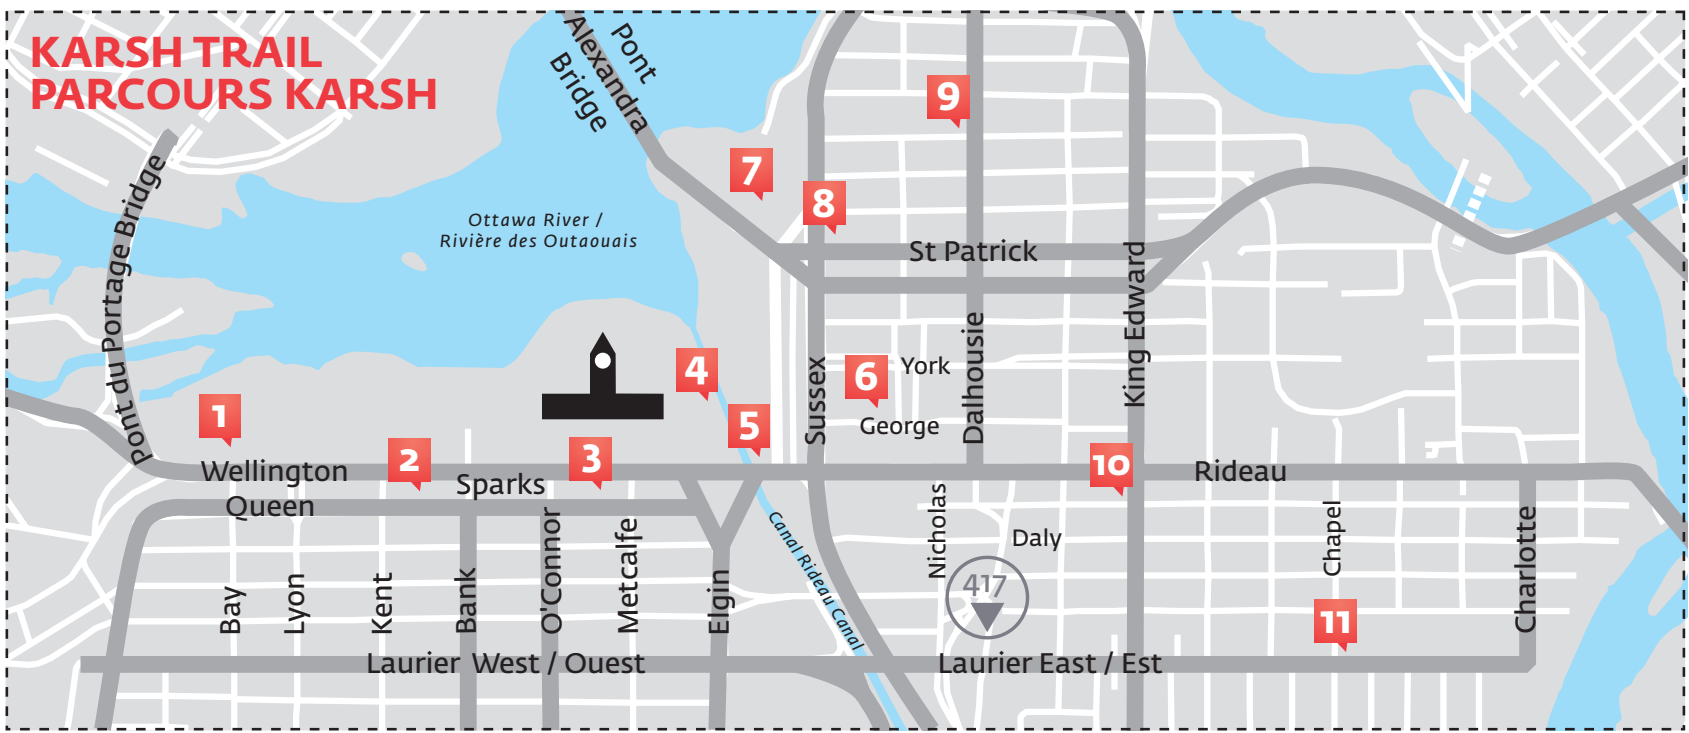 KARSH TRAIL
PARCOURS KARSH
Pont
Alexandra
Bridge
9
7
8
Ottawa River /
Rivière des Outaouais
St Patrick
Pont du Portage Bridge
King Edward
Dalhousie
Sussex
4
6
York
George
1
5
2
3
10
Wellington
Sparks
Rideau
Queen
Nicholas
Daly
Chapel
Charlotte
Canal Rideau Canal
417
Bay
Lyon
Kent
Bank
O'Connor
Metcalfe
Elgin
11
Laurier West / Ouest
Laurier East / Est